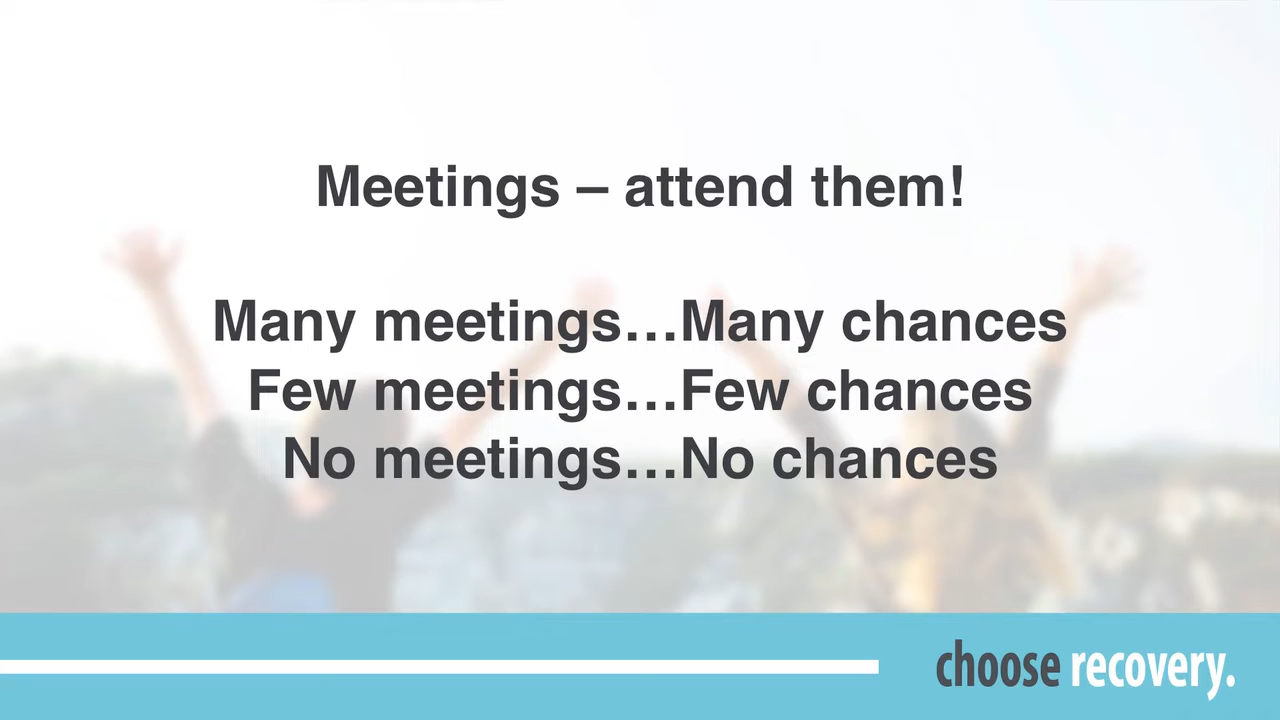 Meetings – attend them!
Many meetings…Many chances
Few meetings…Few chances
No meetings…No chances
choose recovery.